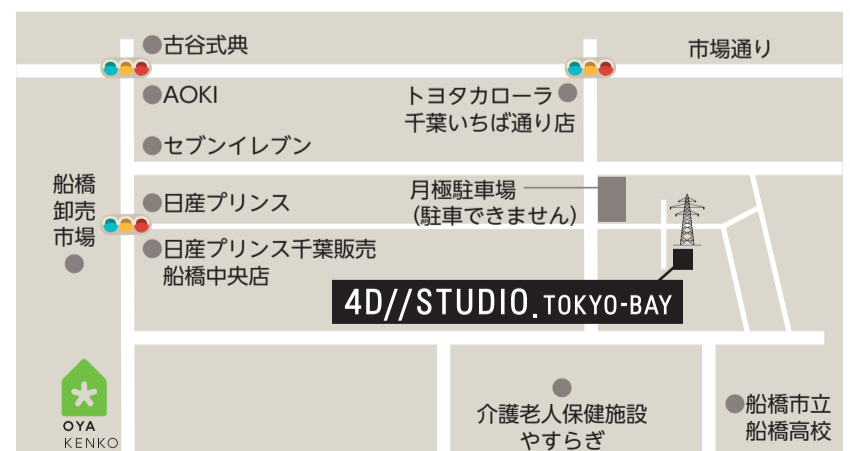 古谷式典
市場通り
AOKI
トヨタカローラ
千葉いちば通り店
セブンイレブン
船橋
卸売
市場
日産プリンス
月極駐車場
(駐車できません)
日産プリンス千葉販売
船橋中央店
4D//STUDIO.TOKYO-BAY
OYA
KENKO
介護老人保健施設
やすらぎ
船橋市立
船橋高校